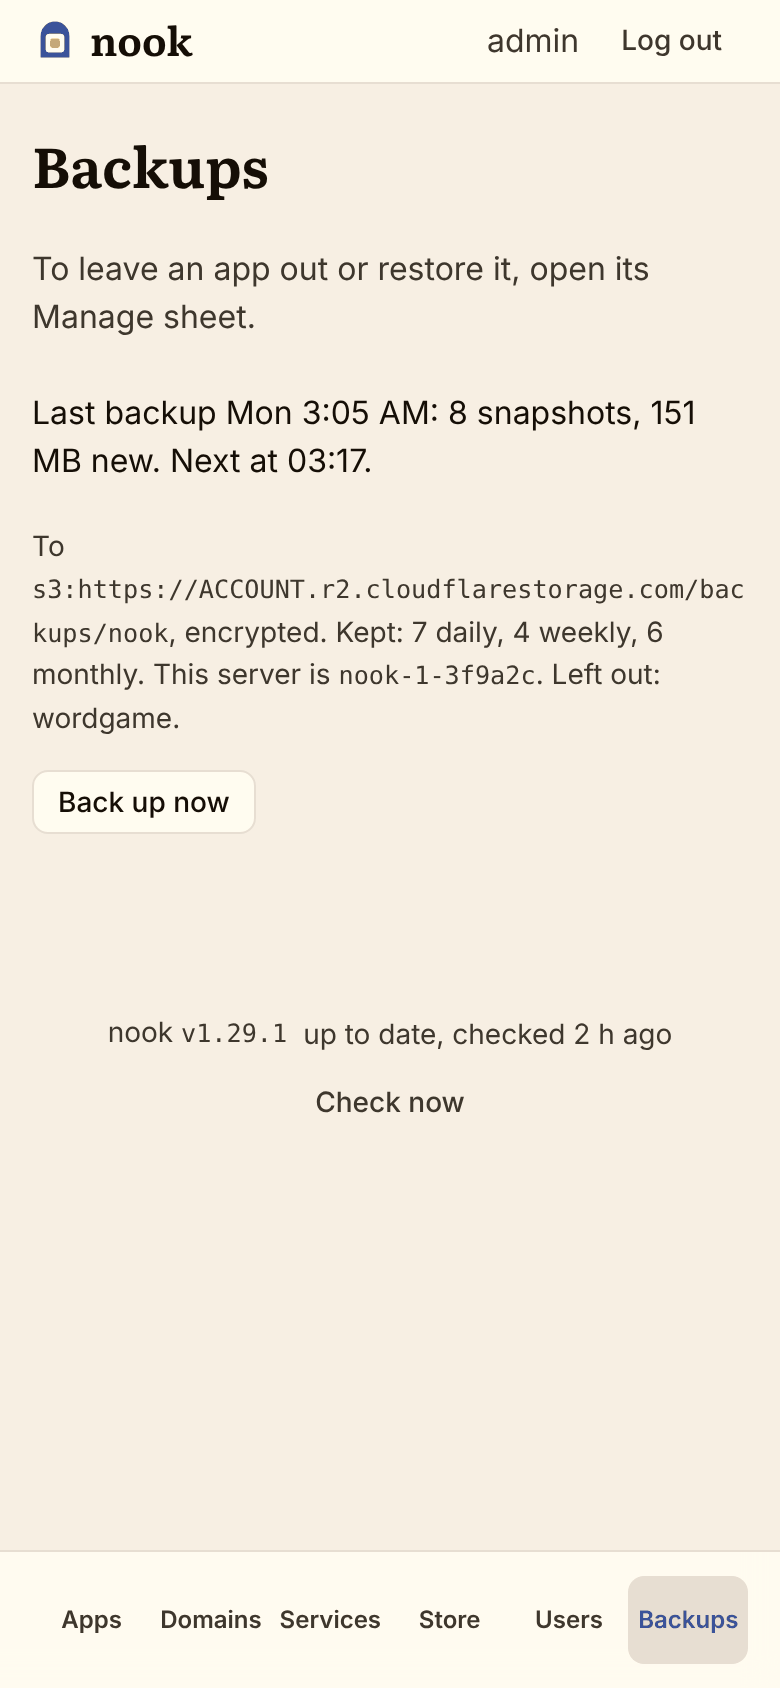 nook
admin
Log out
Backups
To leave an app out or restore it, open its
Manage sheet.
Last backup Mon 3:05 AM: 8 snapshots, 151
MB new. Next at 03:17.
To
s3:https://ACCOUNT.r2.cloudflarestorage.com/bac
kups/nook, encrypted. Kept: 7 daily, 4 weekly, 6
monthly. This server is nook-1-3f9a2c. Left out:
wordgame.
Back up now
nook v1.29.1 up to date, checked 2 h ago
Check now
Apps
Domains
Services
Store
Users
Backups